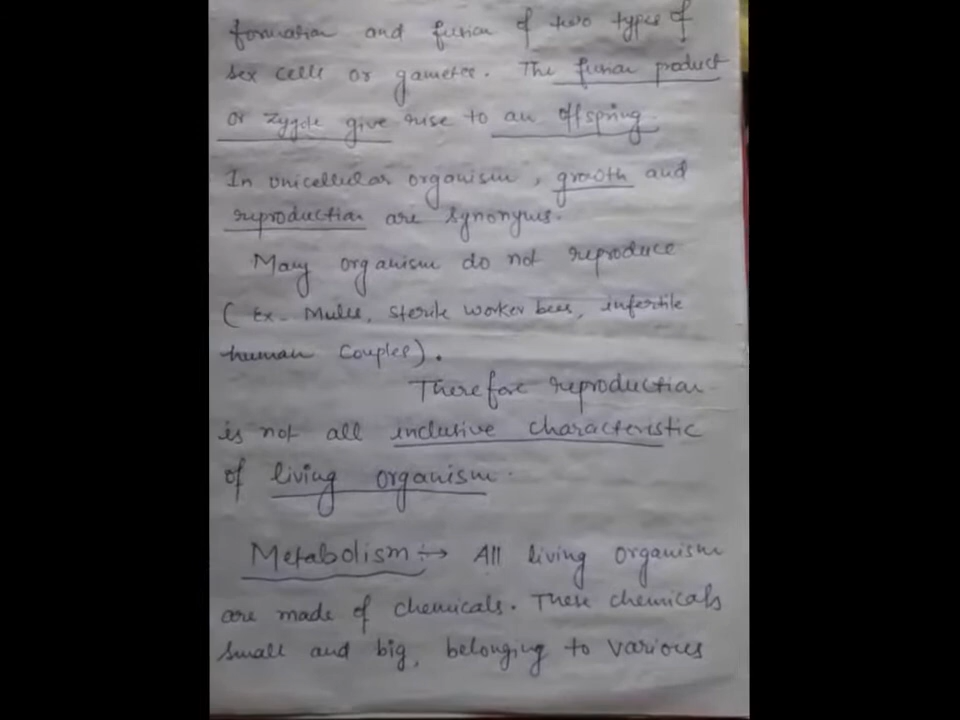 formation and fusion of two types of
sex cells or gametes. The fusion product
or zygote give rise to an offspring.
In unicellular organism, growth and
reproduction are synonyms.
Many organism do not reproduce
(Ex- Mules, sterile worker bees, infertile
human couples).
Therefore reproduction
is not all inclusive characteristic
of living organism.
Metabolism :→ All living organism
are made of chemicals. These chemicals
small and big, belonging to various